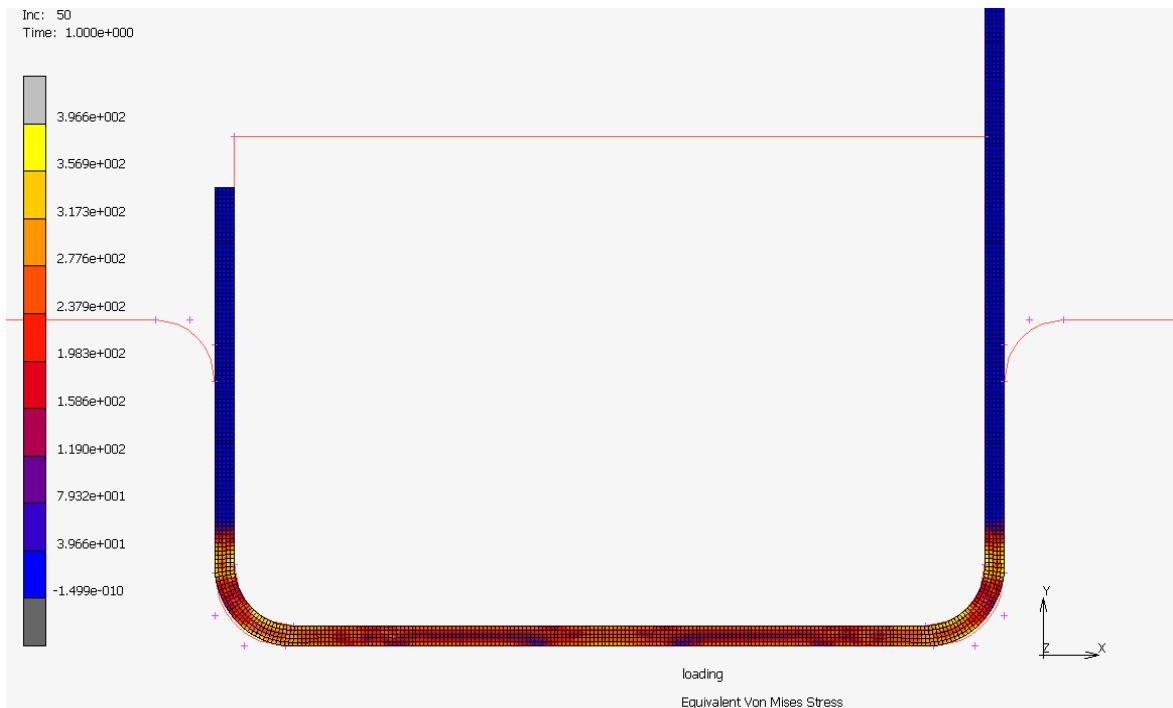 Inc: 50
Time: 1.000e+000
3.966e+002
3.569e+002
3.173e+002
2.776e+002
2.379e+002
1.983e+002
1.586e+002
1.190e+002
7.932e+001
3.966e+001
-1.499e-010
Y
Z X
loading
Equivalent Von Mises Stress